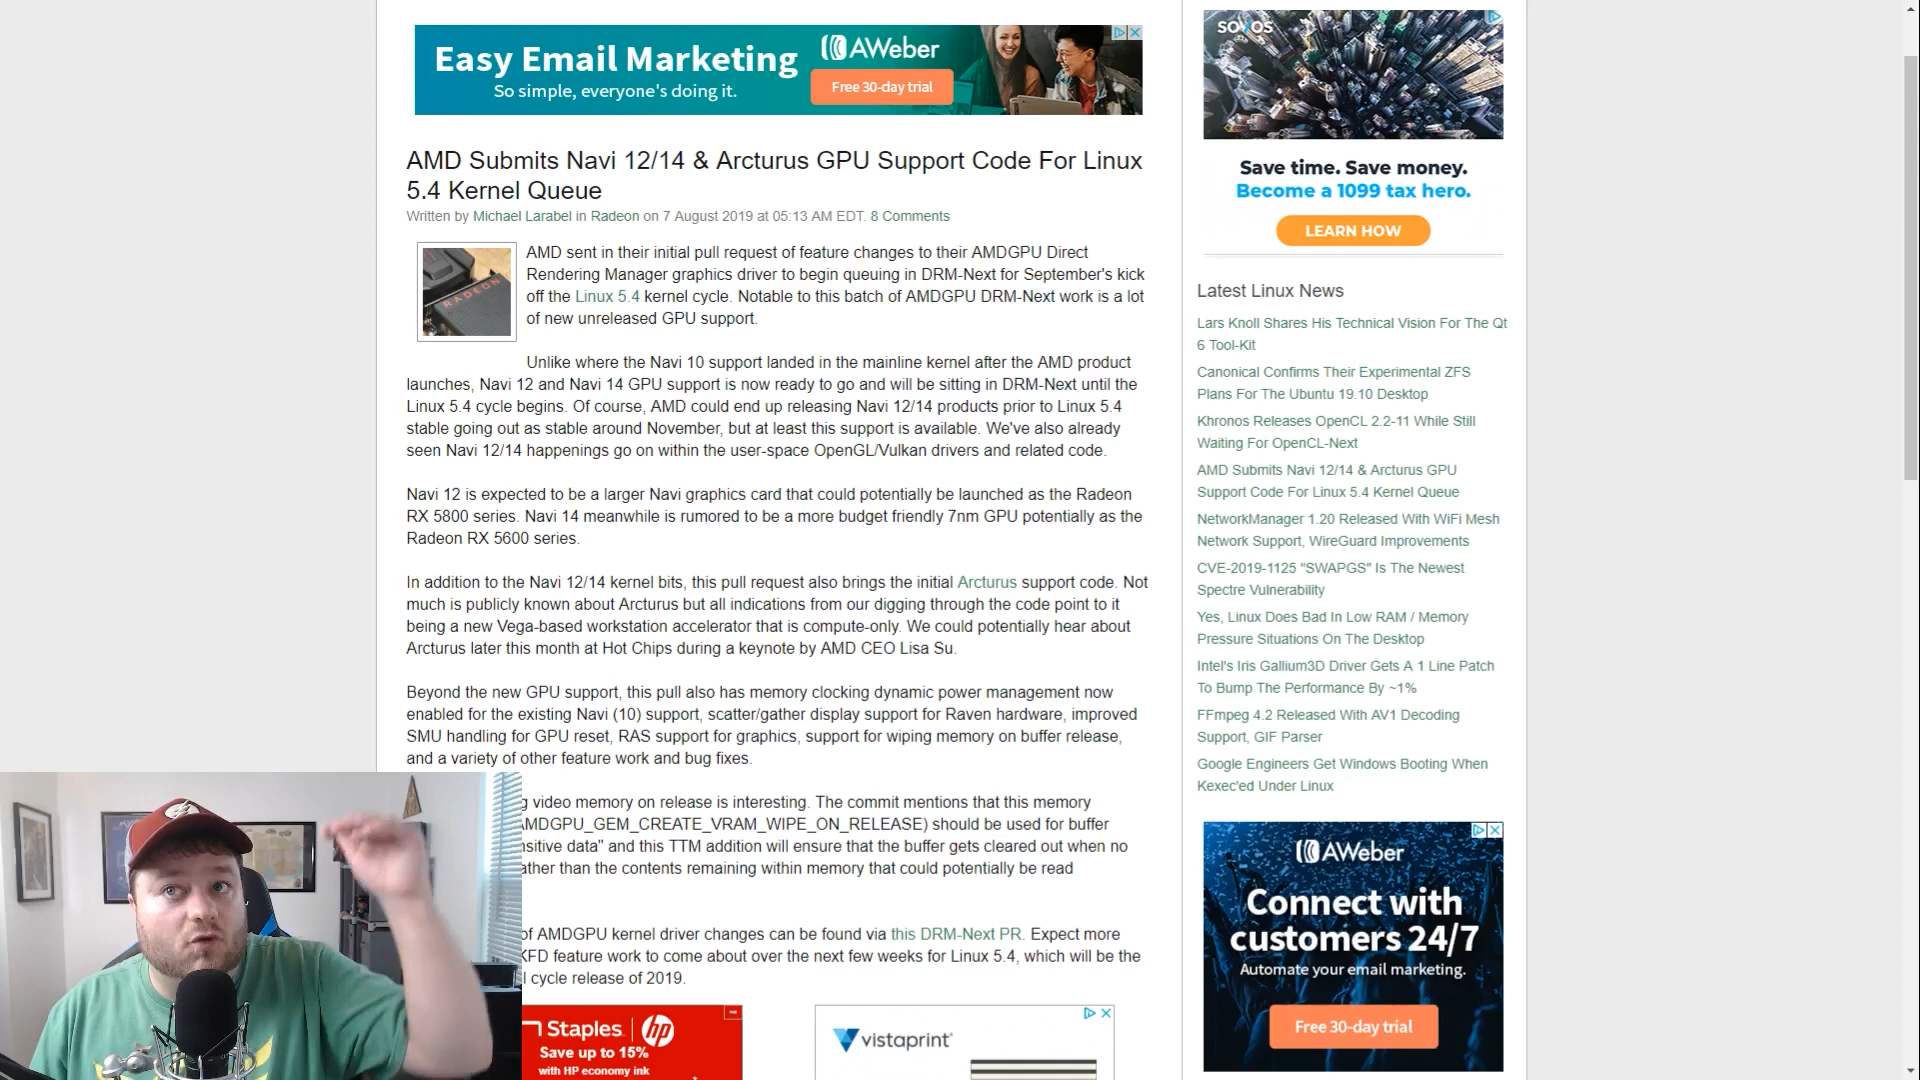 Easy Email Marketing
So simple, everyone's doing it.
AWeber
Free 30-day trial
AMD Submits Navi 12/14 & Arcturus GPU Support Code For Linux
5.4 Kernel Queue
Written by Michael Larabel in Radeon on 7 August 2019 at 05:13 AM EDT. 8 Comments
RADEON
AMD sent in their initial pull request of feature changes to their AMDGPU Direct
Rendering Manager graphics driver to begin queuing in DRM-Next for September's kick
off the Linux 5.4 kernel cycle. Notable to this batch of AMDGPU DRM-Next work is a lot
of new unreleased GPU support.
Unlike where the Navi 10 support landed in the mainline kernel after the AMD product
launches, Navi 12 and Navi 14 GPU support is now ready to go and will be sitting in DRM-Next until the
Linux 5.4 cycle begins. Of course, AMD could end up releasing Navi 12/14 products prior to Linux 5.4
stable going out as stable around November, but at least this support is available. We've also already
seen Navi 12/14 happenings go on within the user-space OpenGL/Vulkan drivers and related code.
Navi 12 is expected to be a larger Navi graphics card that could potentially be launched as the Radeon
RX 5800 series. Navi 14 meanwhile is rumored to be a more budget friendly 7nm GPU potentially as the
Radeon RX 5600 series.
In addition to the Navi 12/14 kernel bits, this pull request also brings the initial Arcturus support code. Not
much is publicly known about Arcturus but all indications from our digging through the code point to it
being a new Vega-based workstation accelerator that is compute-only. We could potentially hear about
Arcturus later this month at Hot Chips during a keynote by AMD CEO Lisa Su.
Beyond the new GPU support, this pull also has memory clocking dynamic power management now
enabled for the existing Navi (10) support, scatter/gather display support for Raven hardware, improved
SMU handling for GPU reset, RAS support for graphics, support for wiping memory on buffer release,
and a variety of other feature work and bug fixes.
g video memory on release is interesting. The commit mentions that this memory
AMDGPU_GEM_CREATE_VRAM_WIPE_ON_RELEASE) should be used for buffer
nsitive data" and this TTM addition will ensure that the buffer gets cleared out when no
ather than the contents remaining within memory that could potentially be read
of AMDGPU kernel driver changes can be found via this DRM-Next PR. Expect more
KFD feature work to come about over the next few weeks for Linux 5.4, which will be the
l cycle release of 2019.
Staples hp
Save up to 15%
with HP economy ink
vistaprint
SOVOS
Save time. Save money.
Become a 1099 tax hero.
LEARN HOW
Latest Linux News
Lars Knoll Shares His Technical Vision For The Qt
6 Tool-Kit
Canonical Confirms Their Experimental ZFS
Plans For The Ubuntu 19.10 Desktop
Khronos Releases OpenCL 2.2-11 While Still
Waiting For OpenCL-Next
AMD Submits Navi 12/14 & Arcturus GPU
Support Code For Linux 5.4 Kernel Queue
NetworkManager 1.20 Released With WiFi Mesh
Network Support, WireGuard Improvements
CVE-2019-1125 "SWAPGS" Is The Newest
Spectre Vulnerability
Yes, Linux Does Bad In Low RAM / Memory
Pressure Situations On The Desktop
Intel's Iris Gallium3D Driver Gets A 1 Line Patch
To Bump The Performance By ~1%
FFmpeg 4.2 Released With AV1 Decoding
Support, GIF Parser
Google Engineers Get Windows Booting When
Kexec'ed Under Linux
AWeber
Connect with
customers 24/7
Automate your email marketing.
Free 30-day trial